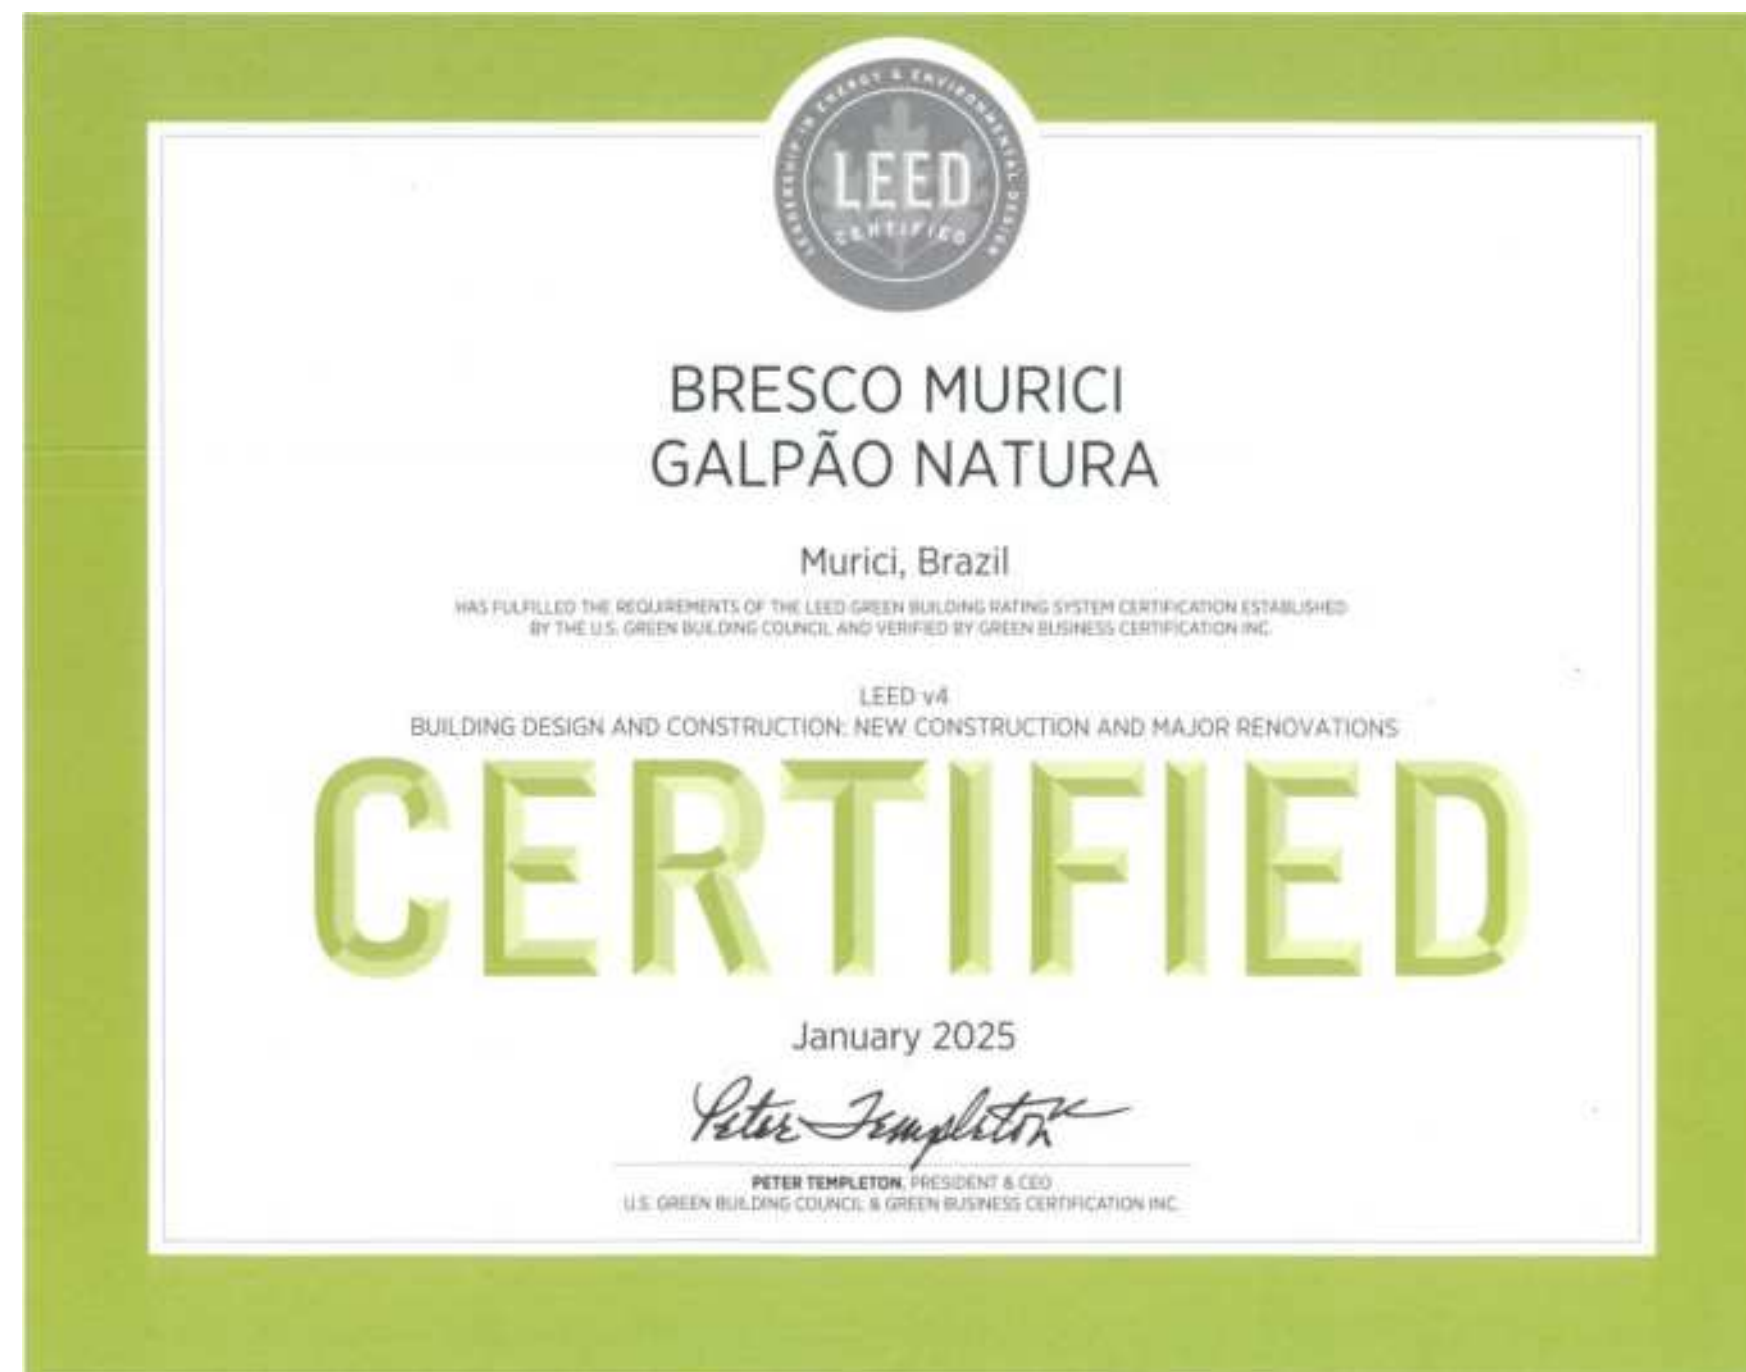 LEADERSHIP IN ENERGY & ENVIRONMENTAL DESIGN
LEED
CERTIFIED
BRESCO MURICI
GALPÃO NATURA
Murici, Brazil
HAS FULFILLED THE REQUIREMENTS OF THE LEED GREEN BUILDING RATING SYSTEM CERTIFICATION ESTABLISHED
BY THE U.S. GREEN BUILDING COUNCIL AND VERIFIED BY GREEN BUSINESS CERTIFICATION INC.
LEED v4
BUILDING DESIGN AND CONSTRUCTION: NEW CONSTRUCTION AND MAJOR RENOVATIONS
CERTIFIED
January 2025
Peter Templeton
PETER TEMPLETON, PRESIDENT & CEO
U.S. GREEN BUILDING COUNCIL & GREEN BUSINESS CERTIFICATION INC.